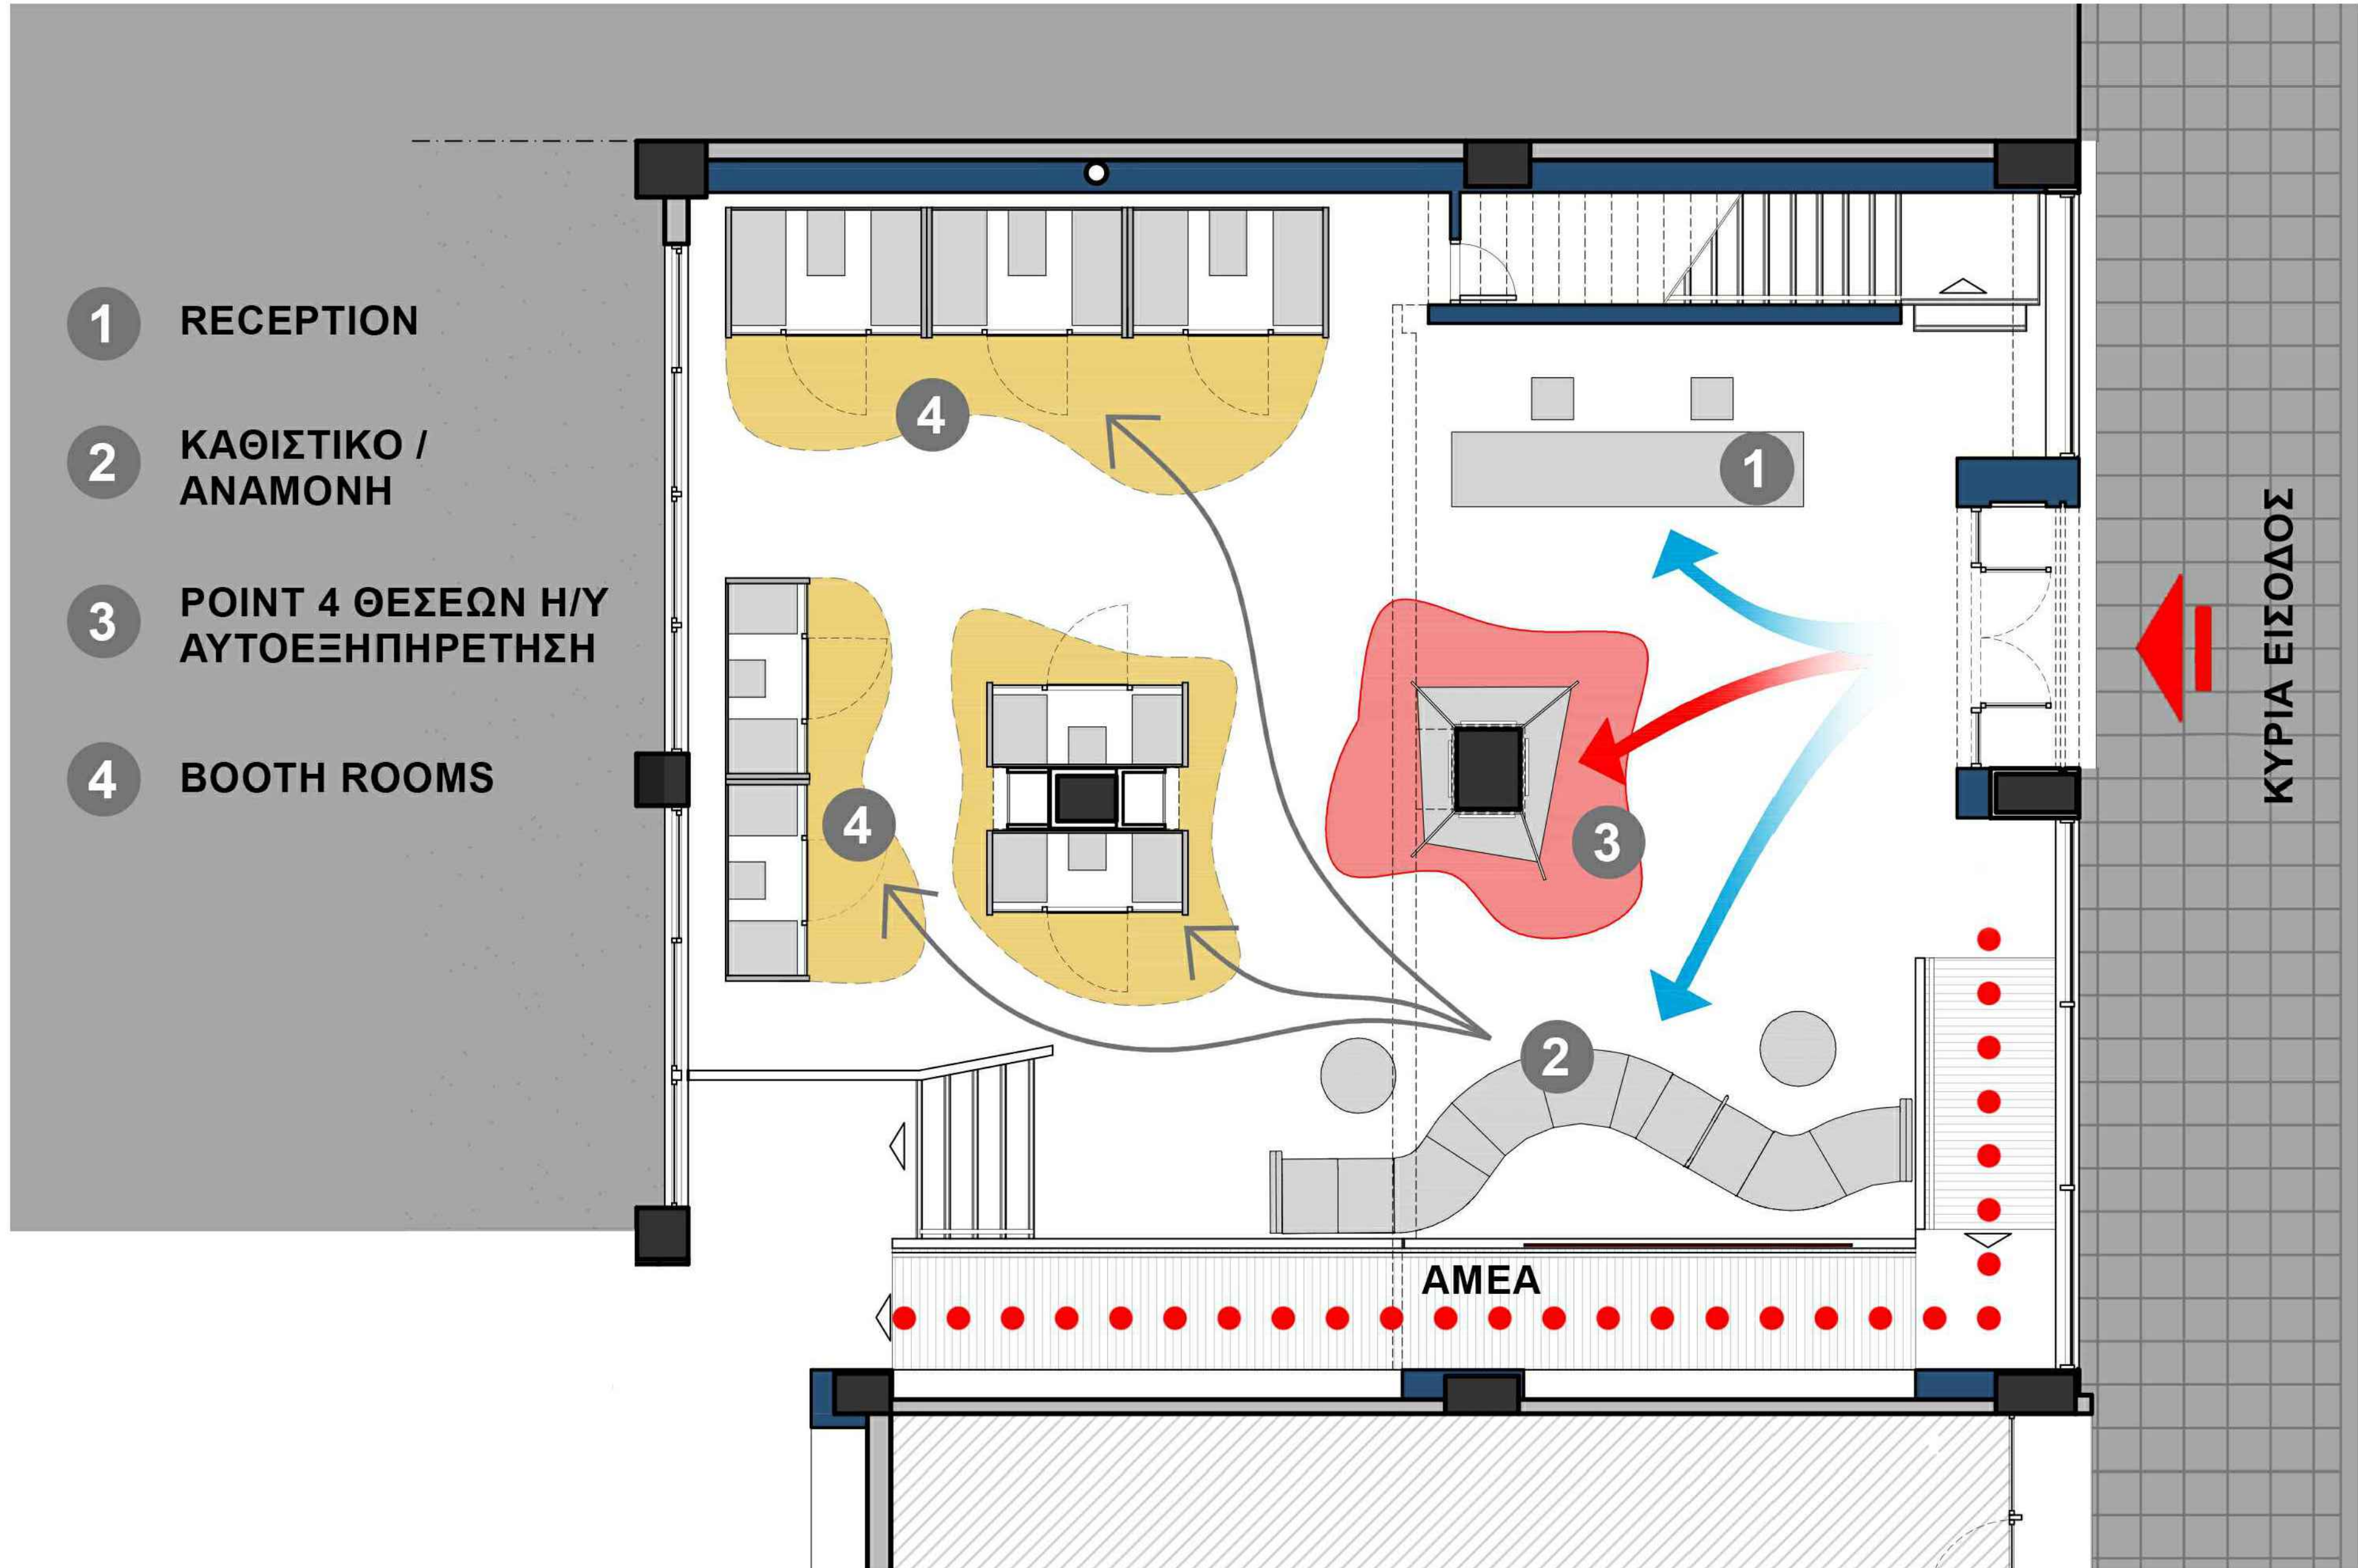 1 RECEPTION
2 ΚΑΘΙΣΤΙΚΟ /
ΑΝΑΜΟΝΗ
3 POINT 4 ΘΕΣΕΩΝ Η/Υ
ΑΥΤΟΕΞΗΠΗΡΕΤΗΣΗ
4 BOOTH ROOMS
4
1
4
3
2
ΑΜΕΑ
ΚΥΡΙΑ ΕΙΣΟΔΟΣ